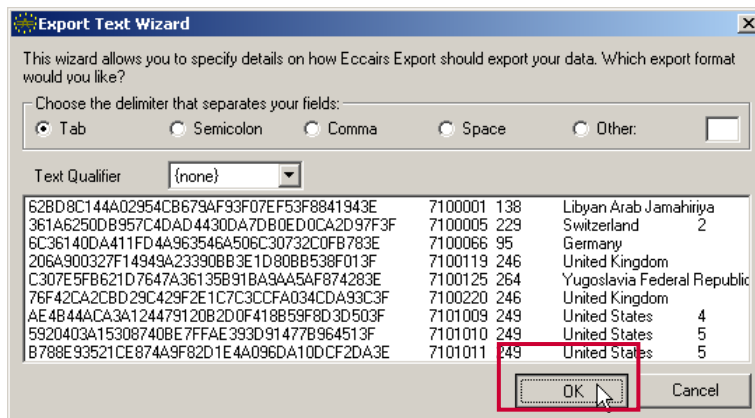 Export Text Wizard
This wizard allows you to specify details on how Eccairs Export should export your data. Which export format
would you like?
Choose the delimiter that separates your fields:
Tab Semicolon Comma Space Other:
Text Qualifier {none}
62BD8C144A02954CB679AF93F07EF53F8841943E 7100001 138 Libyan Arab Jamahiriya
361A6250DB957C4DAD4430DA7DB0ED0CA2D97F3F 7100005 229 Switzerland 2
6C36140DA411FD4A963546A506C30732C0FB783E 7100066 95 Germany
206A900327F14949A23390BB3E1D80BB538F013F 7100119 246 United Kingdom
C307E5FB621D7647A36135B91BA9AA5AF874283E 7100125 264 Yugoslavia Federal Republic
76F42CA2CBD29C429F2E1C7C3CCFA034CDA93C3F 7100220 246 United Kingdom
AE4B44ACA3A124479120B2D0F418B59F8D3D503F 7101009 249 United States 4
5920403A15308740BE7FFAE393D91477B964513F 7101010 249 United States 5
B788E93521CE874A9F82D1E4A096DA10DCF2DA3E 7101011 249 United States 5
OK Cancel